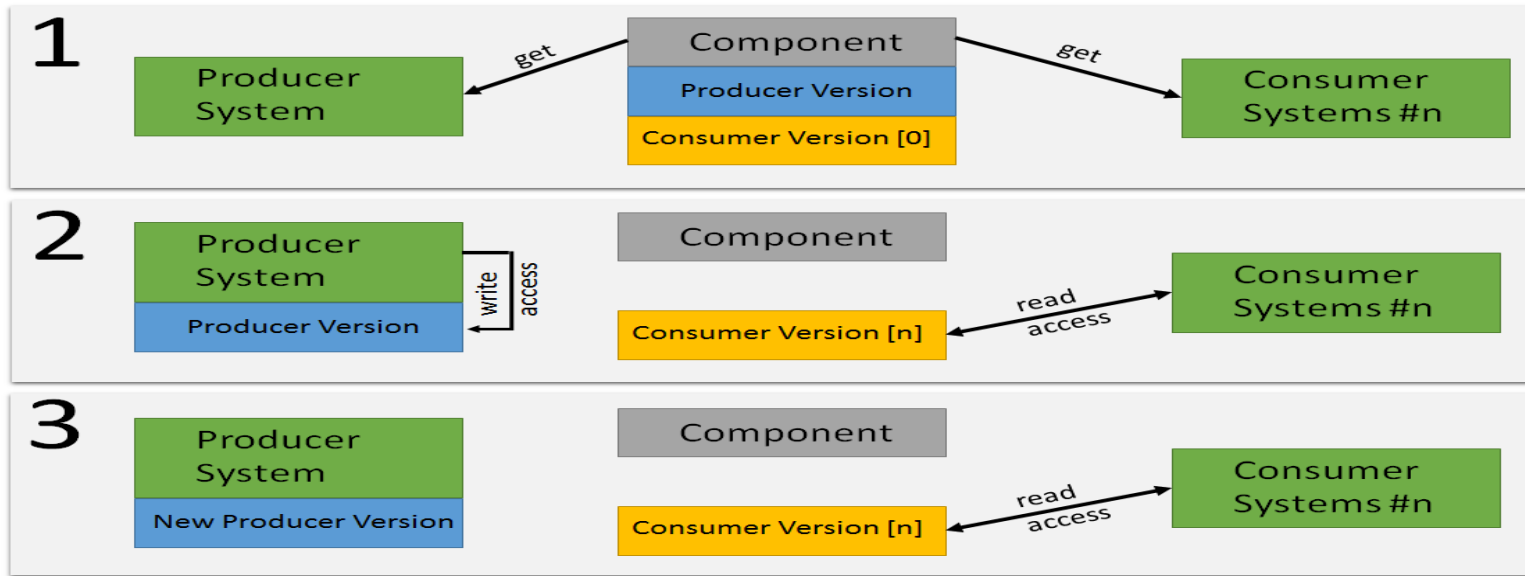 1
Producer
System
get
Component
Producer Version
Consumer Version [0]
get
Consumer
Systems #n
2
Producer
System
Producer Version
write
access
Component
Consumer Version [n]
read
access
Consumer
Systems #n
3
Producer
System
New Producer Version
Component
Consumer Version [n]
read
access
Consumer
Systems #n